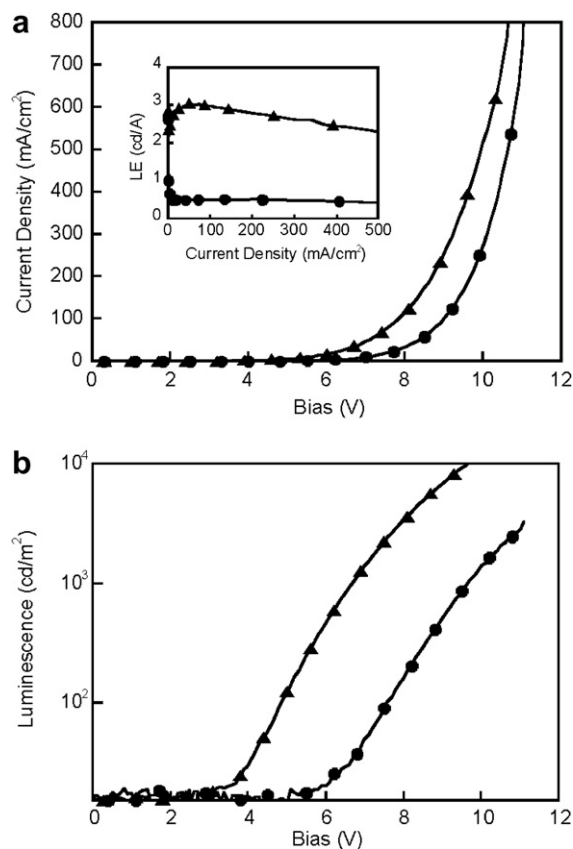 a
800
700
600
500
400
300
200
100
0
Current Density (mA/cm²)
0 2 4 6 8 10 12
Bias (V)
4
3
2
1
0
LE (cd/A)
0 100 200 300 400 500
Current Density (mA/cm²)
b
10⁴
10³
10²
Luminescence (cd/m²)
0 2 4 6 8 10 12
Bias (V)